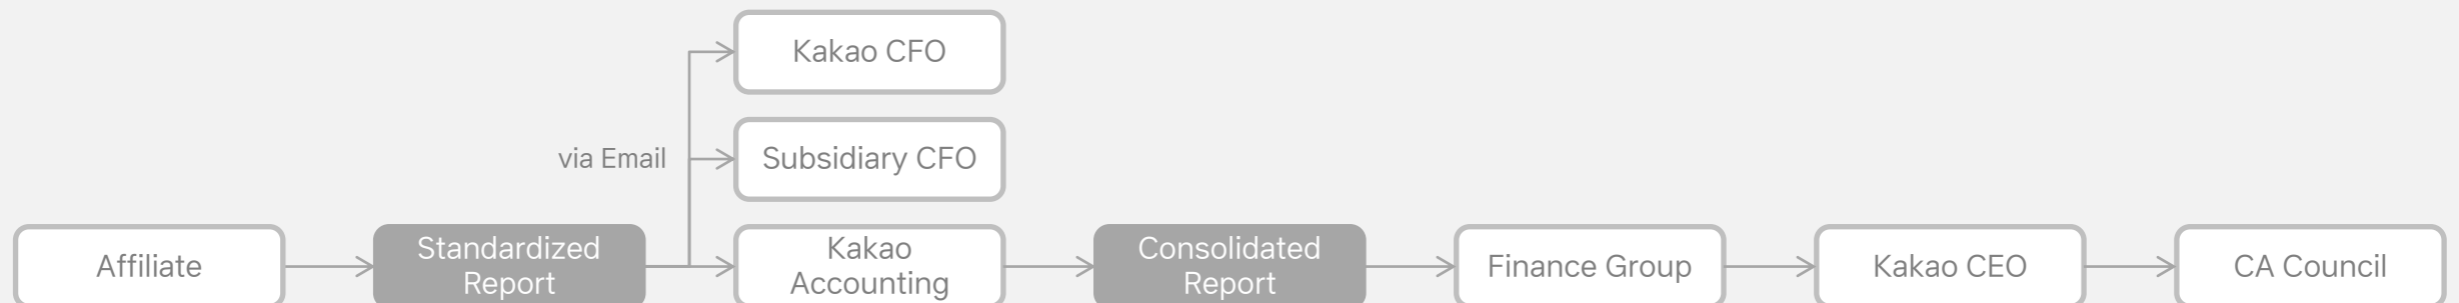 Kakao CFO
via Email
Subsidiary CFO
Affiliate
Standardized
Report
Kakao
Accounting
Consolidated
Report
Finance Group
Kakao CEO
CA Council